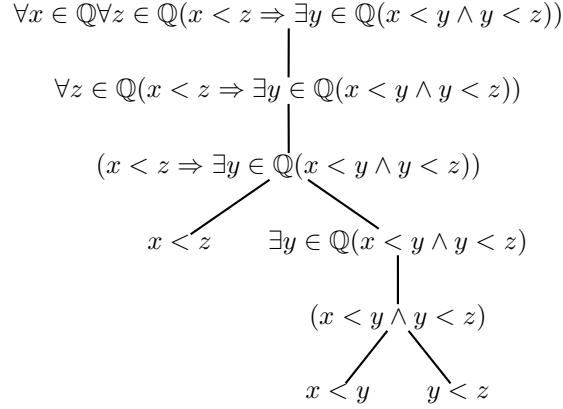 ∀x ∈ ℚ∀z ∈ ℚ(x < z ⇒ ∃y ∈ ℚ(x < y ∧ y < z))
∀z ∈ ℚ(x < z ⇒ ∃y ∈ ℚ(x < y ∧ y < z))
(x < z ⇒ ∃y ∈ ℚ(x < y ∧ y < z))
x < z ∃y ∈ ℚ(x < y ∧ y < z)
(x < y ∧ y < z)
x < y y < z